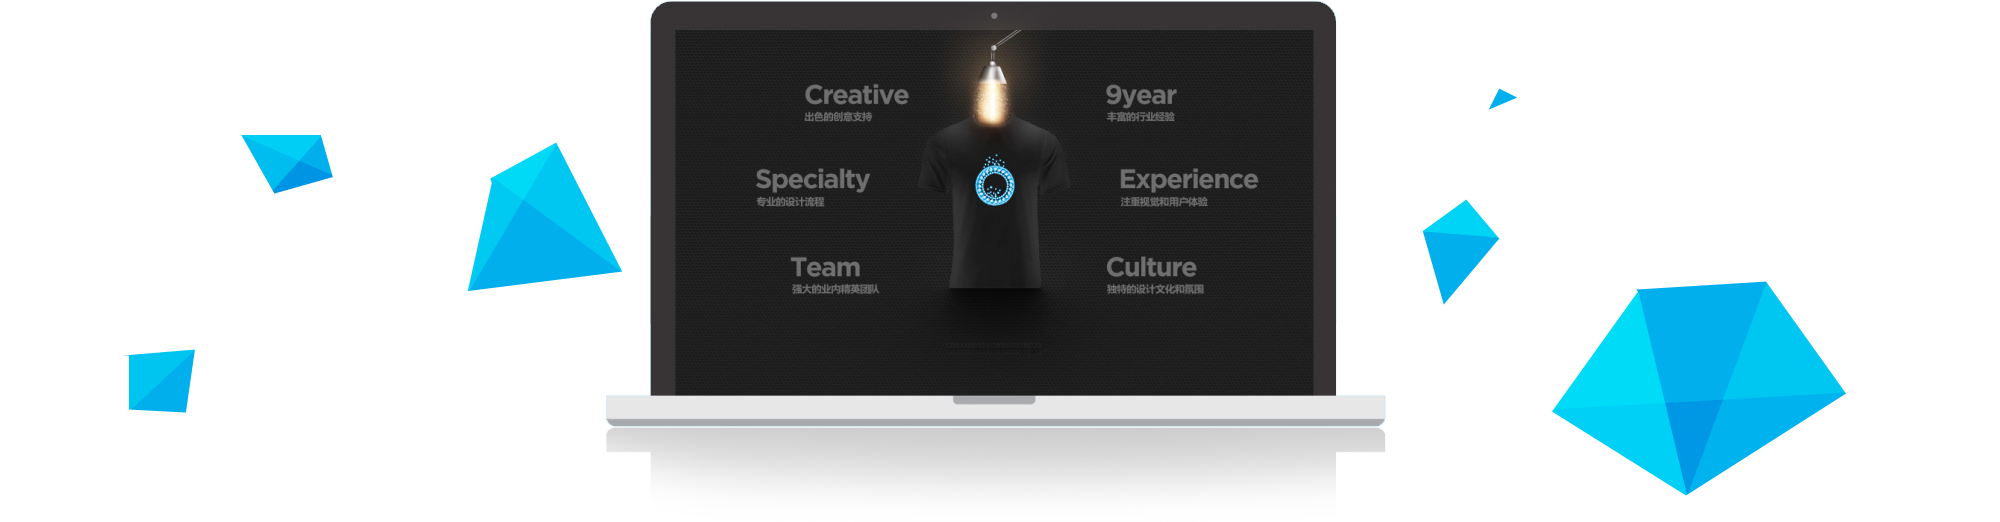 Creative
出色的创意支持
9year
丰富的行业经验
Specialty
专业的设计流程
Experience
注重视觉和用户体验
Team
强大的业内精英团队
Culture
独特的设计文化和氛围